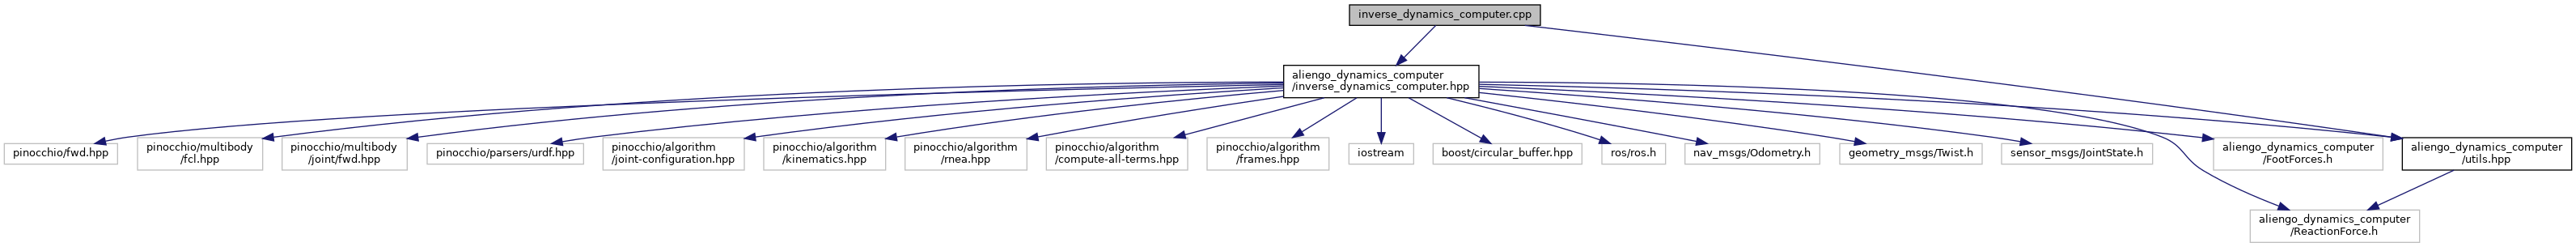 inverse_dynamics_computer.cpp
aliengo_dynamics_computer
/inverse_dynamics_computer.hpp
pinocchio/fwd.hpp
pinocchio/multibody
/fcl.hpp
pinocchio/multibody
/joint/fwd.hpp
pinocchio/parsers/urdf.hpp
pinocchio/algorithm
/joint-configuration.hpp
pinocchio/algorithm
/kinematics.hpp
pinocchio/algorithm
/rnea.hpp
pinocchio/algorithm
/compute-all-terms.hpp
pinocchio/algorithm
/frames.hpp
iostream
boost/circular_buffer.hpp
ros/ros.h
nav_msgs/Odometry.h
geometry_msgs/Twist.h
sensor_msgs/JointState.h
aliengo_dynamics_computer
/FootForces.h
aliengo_dynamics_computer
/utils.hpp
aliengo_dynamics_computer
/ReactionForce.h